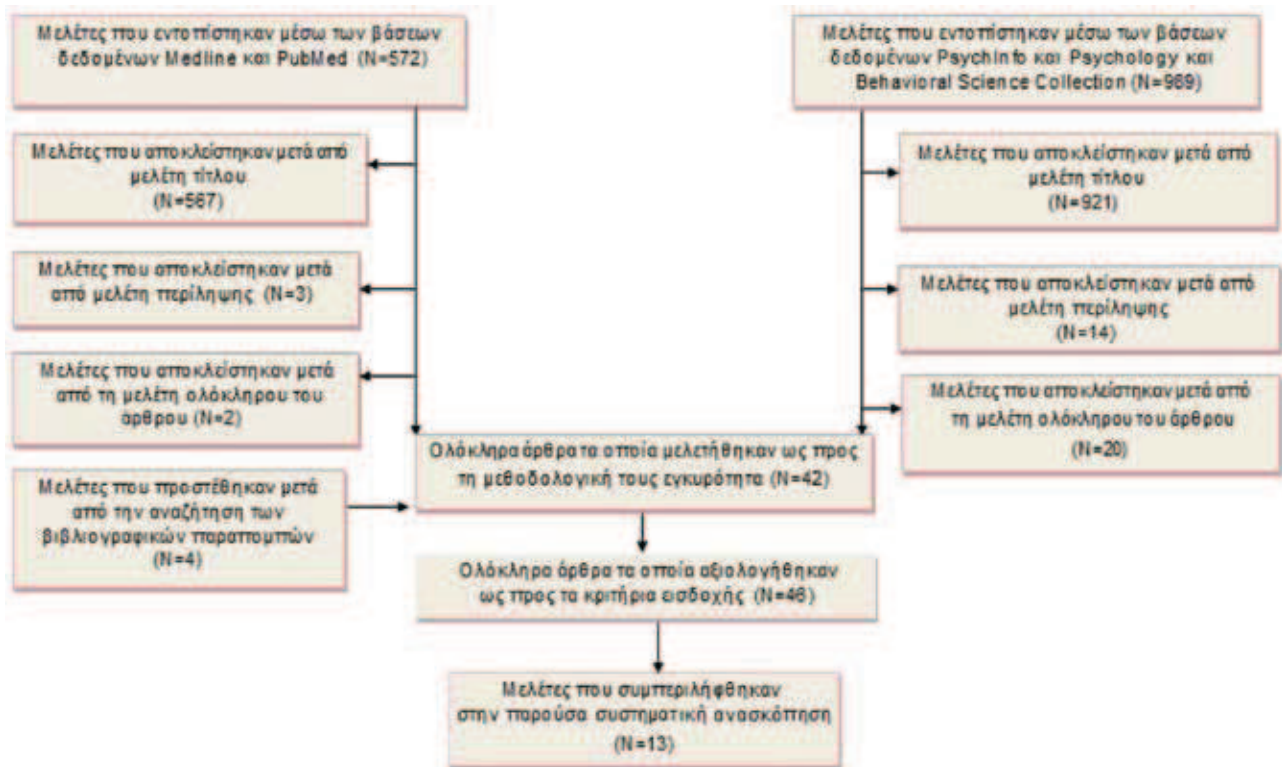 Μελέτες που εντοπίστηκαν μέσω των βάσεων
δεδομένων Medline και PubMed (N=572)
Μελέτες που εντοπίστηκαν μέσω των βάσεων
δεδομένων PsychInfo και Psychology και
Behavioral Science Collection (N=969)
Μελέτες που αποκλείστηκαν μετά από
μελέτη τίτλου
(N=567)
Μελέτες που αποκλείστηκαν μετά από
μελέτη τίτλου
(N=921)
Μελέτες που αποκλείστηκαν μετά
από μελέτη περίληψης (N=3)
Μελέτες που αποκλείστηκαν μετά από
μελέτη περίληψης
(N=14)
Μελέτες που αποκλείστηκαν μετά
από τη μελέτη ολόκληρου του
άρθρου (N=2)
Μελέτες που αποκλείστηκαν μετά από
τη μελέτη ολόκληρου του άρθρου
(N=20)
Ολόκληρα άρθρα τα οποία μελετήθηκαν ως προς
τη μεθοδολογική τους εγκυρότητα (N=42)
Μελέτες που προστέθηκαν μετά
από την αναζήτηση των
βιβλιογραφικών παραπομπών
(N=4)
Ολόκληρα άρθρα τα οποία αξιολογήθηκαν
ως προς τα κριτήρια εισδοχής (N=46)
Μελέτες που συμπεριλήφθηκαν
στην παρούσα συστηματική ανασκόπηση
(N=13)